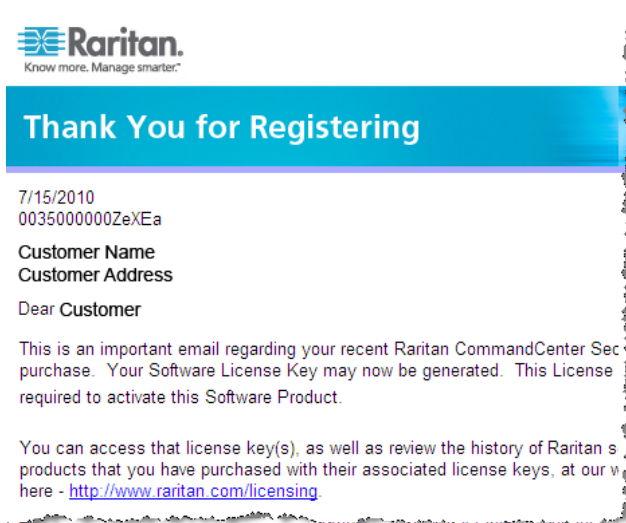 Raritan.
Know more. Manage smarter.™
Thank You for Registering
7/15/2010
0035000000ZeXEa
Customer Name
Customer Address
Dear Customer
This is an important email regarding your recent Raritan CommandCenter Sec
purchase. Your Software License Key may now be generated. This License
required to activate this Software Product.
You can access that license key(s), as well as review the history of Raritan s
products that you have purchased with their associated license keys, at our w
here - http://www.raritan.com/licensing.